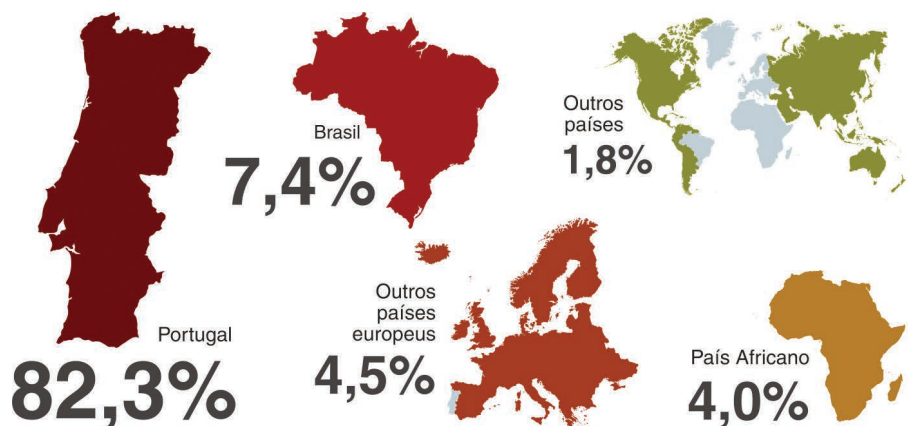 Portugal
82,3%
Brasil
7,4%
Outros
países
1,8%
Outros
países
europeus
4,5%
País Africano
4,0%